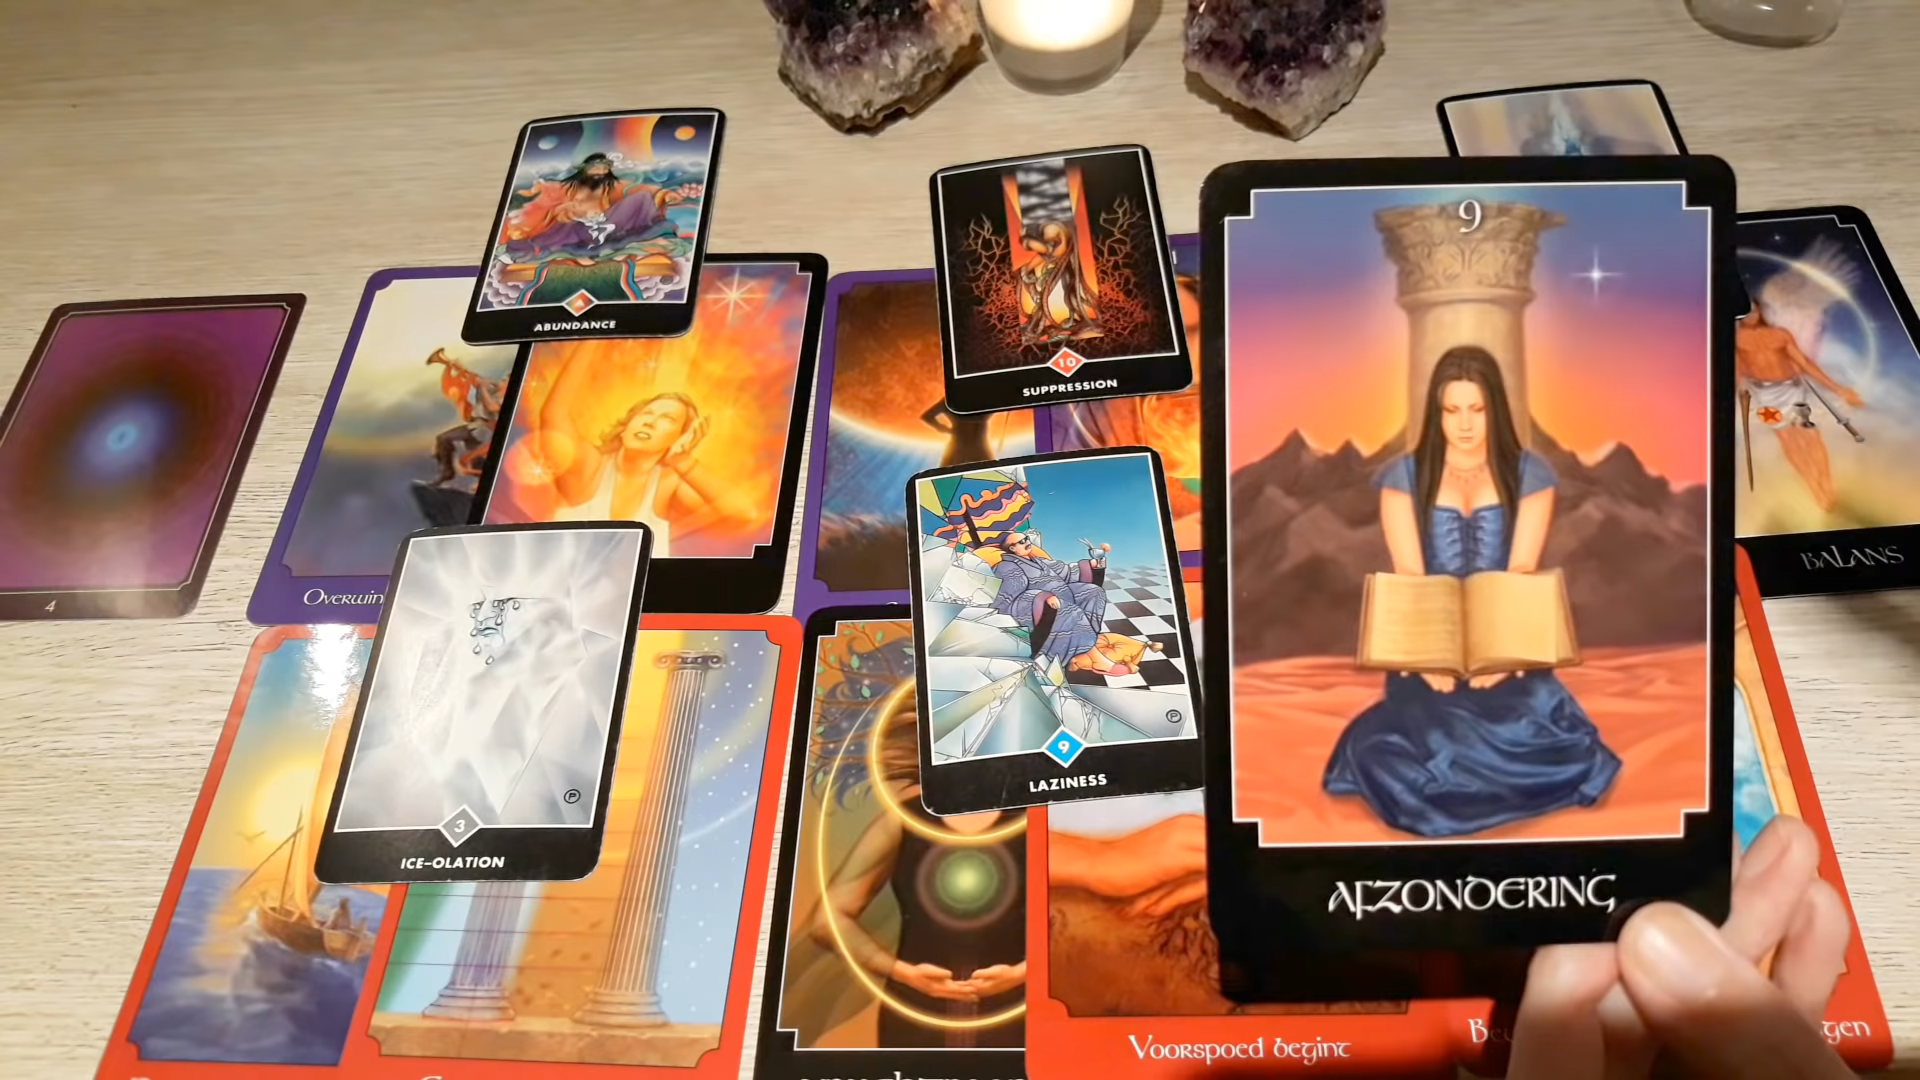 ABUNDANCE
10
SUPPRESSION
9
BALANS
4
9
LAZINESS
3
ICE-OLATION
AFZONDERING
Voorspoed begint